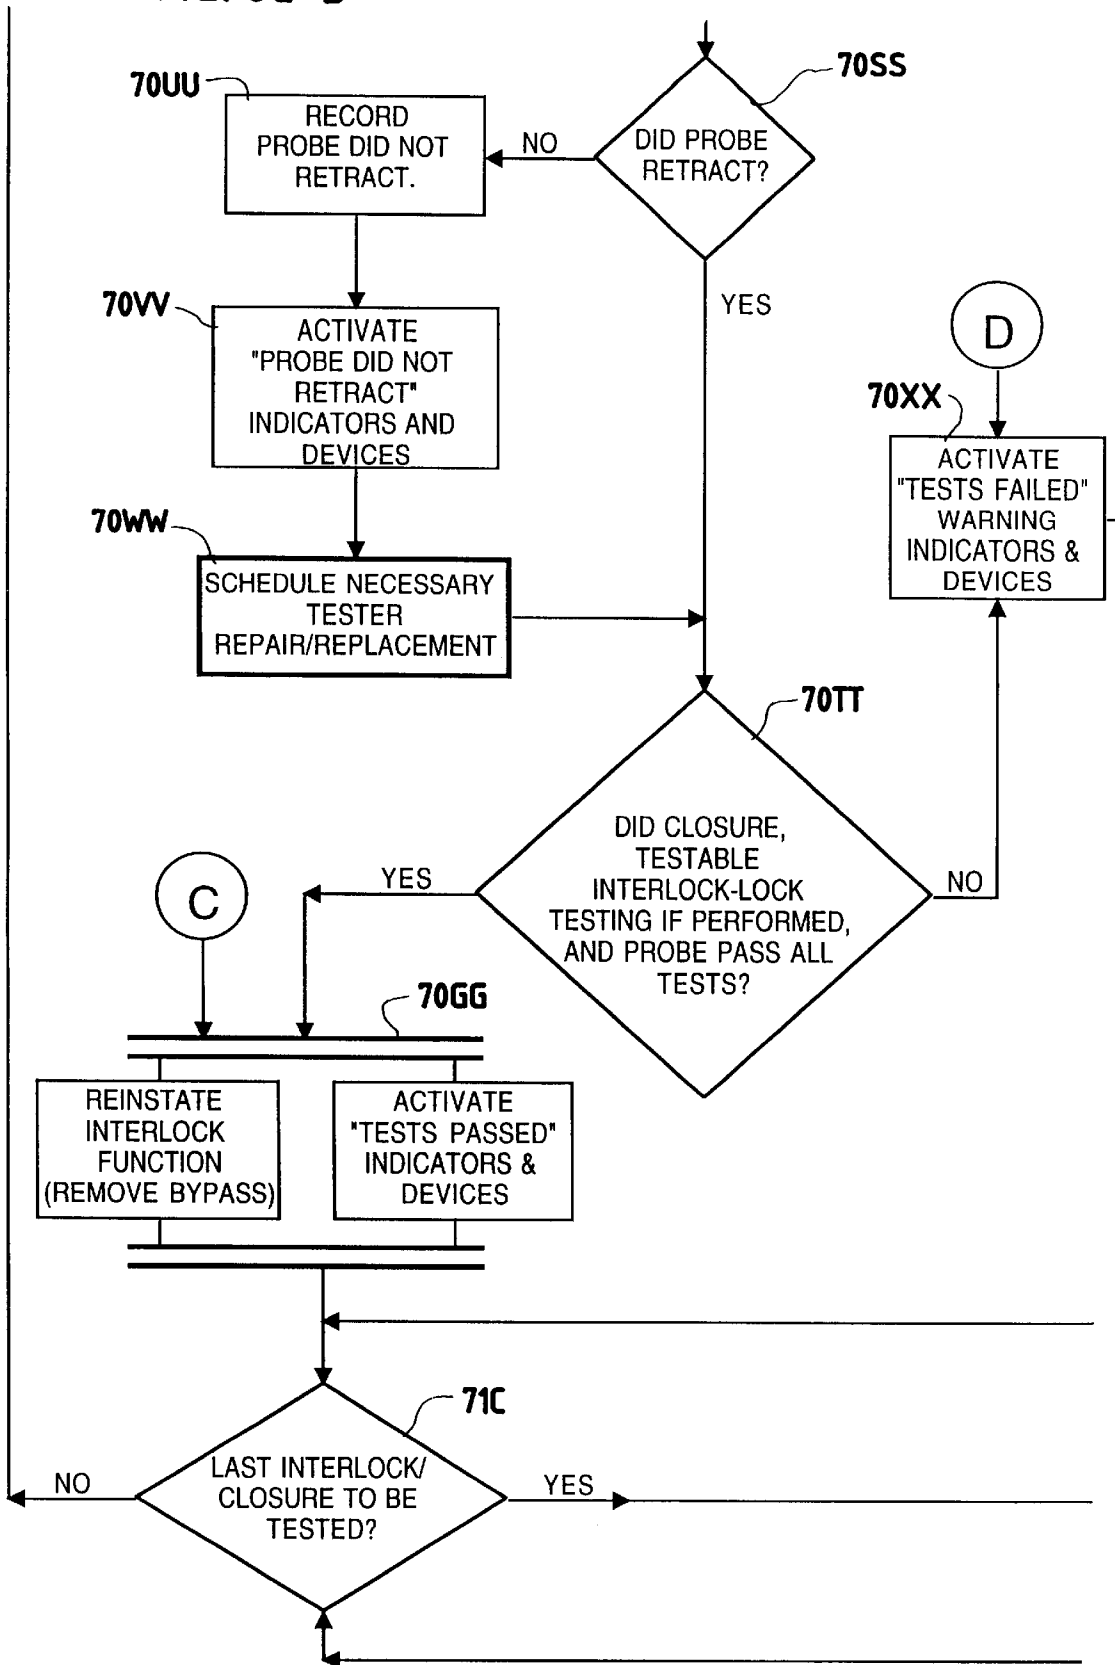 70SS
DID PROBE
RETRACT?
NO
70UU
RECORD
PROBE DID NOT
RETRACT.
YES
70VV
ACTIVATE
"PROBE DID NOT
RETRACT"
INDICATORS AND
DEVICES
D
70XX
ACTIVATE
"TESTS FAILED"
WARNING
INDICATORS &
DEVICES
70WW
SCHEDULE NECESSARY
TESTER
REPAIR/REPLACEMENT
70TT
DID CLOSURE,
TESTABLE
INTERLOCK-LOCK
TESTING IF PERFORMED,
AND PROBE PASS ALL
TESTS?
YES
NO
C
70GG
REINSTATE
INTERLOCK
FUNCTION
(REMOVE BYPASS)
ACTIVATE
"TESTS PASSED"
INDICATORS &
DEVICES
71C
LAST INTERLOCK/
CLOSURE TO BE
TESTED?
NO
YES